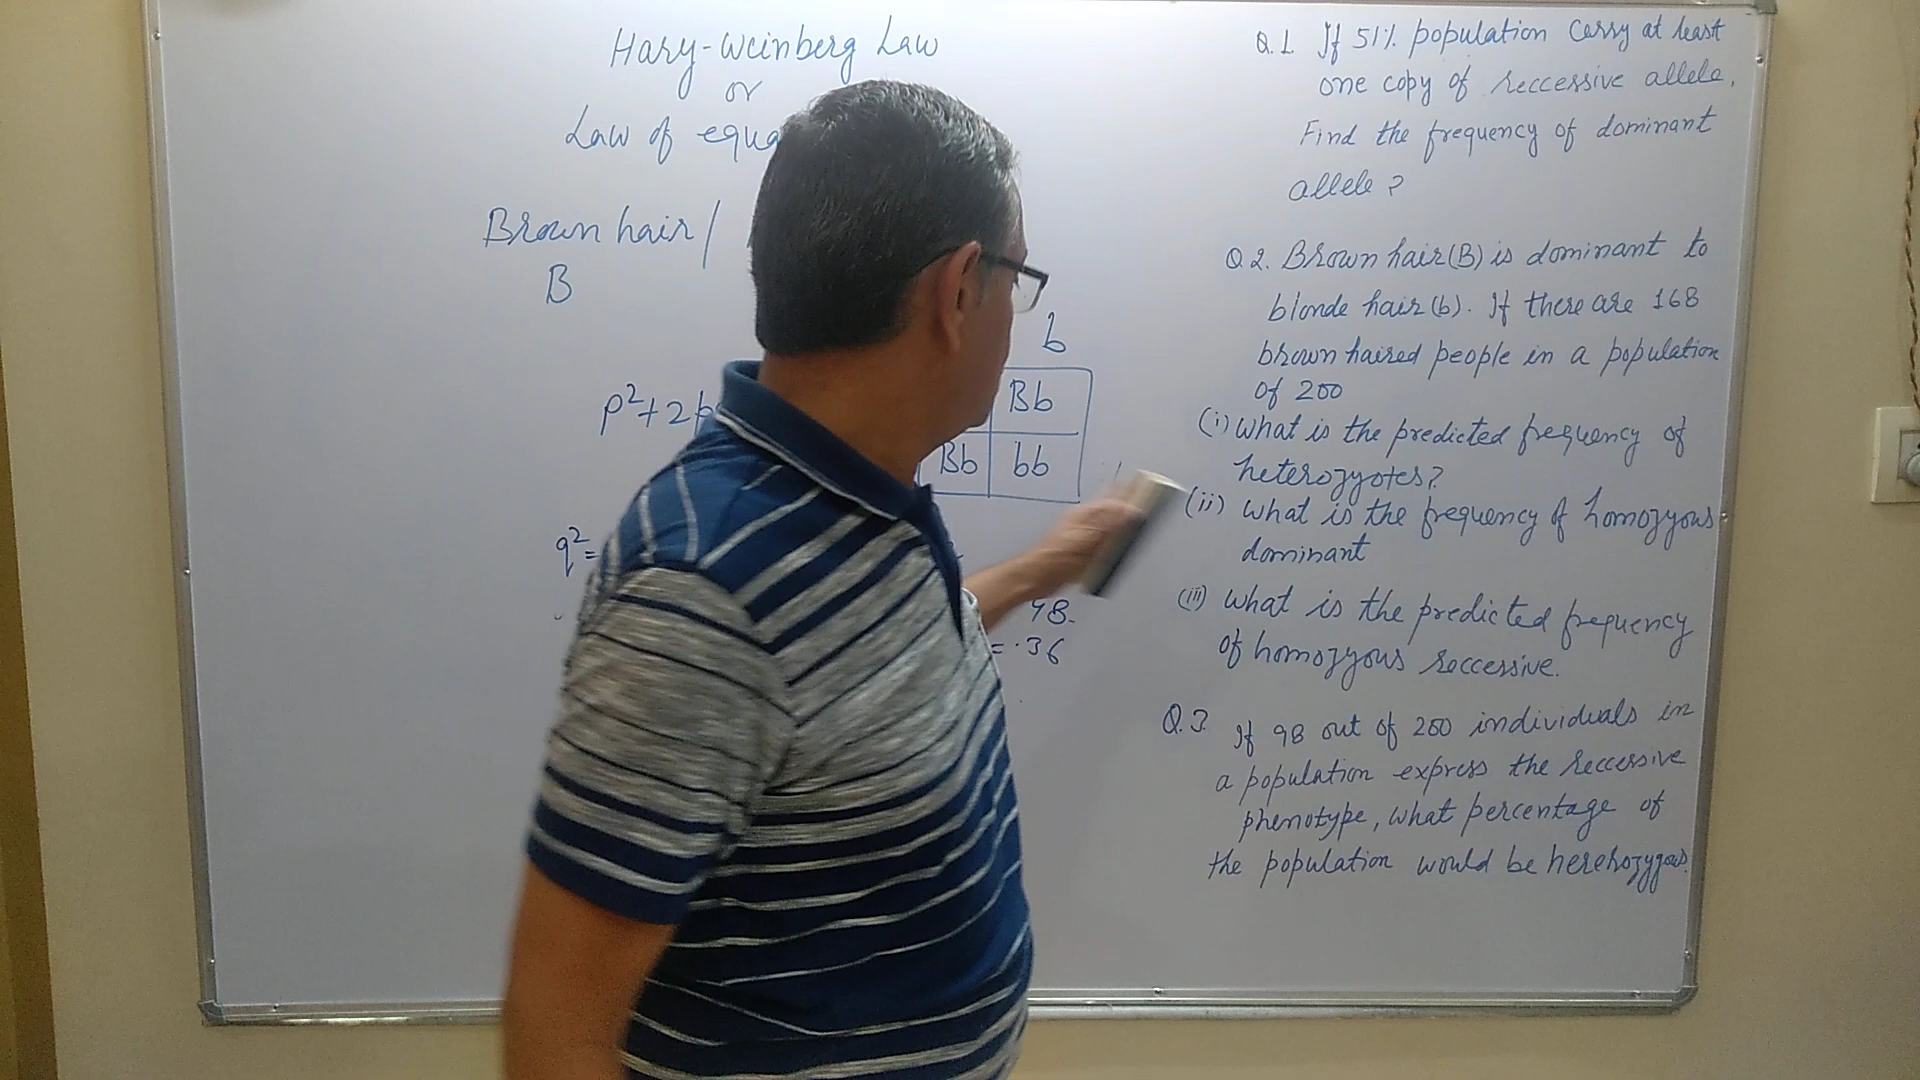 Hary-Weinberg Law
or
Law of equa
Brown hair/
B
b
Bb
Bb bb
p²+2p
q²=
48.
=.36
Q.1. If 51% population carry at least
one copy of reccessive allele.
Find the frequency of dominant
allele?
Q.2. Brown hair(B) is dominant to
blonde hair(b). If there are 168
brown haired people in a population
of 200
(i) what is the predicted frequency of
heterozyotes?
(ii) what is the frequency of homozyous
dominant
(iii) what is the predicted frequency
of homozyous reccessive.
Q.3. If 98 out of 200 individuals in
a population express the reccessive
phenotype, what percentage of
the population would be herehozygous.